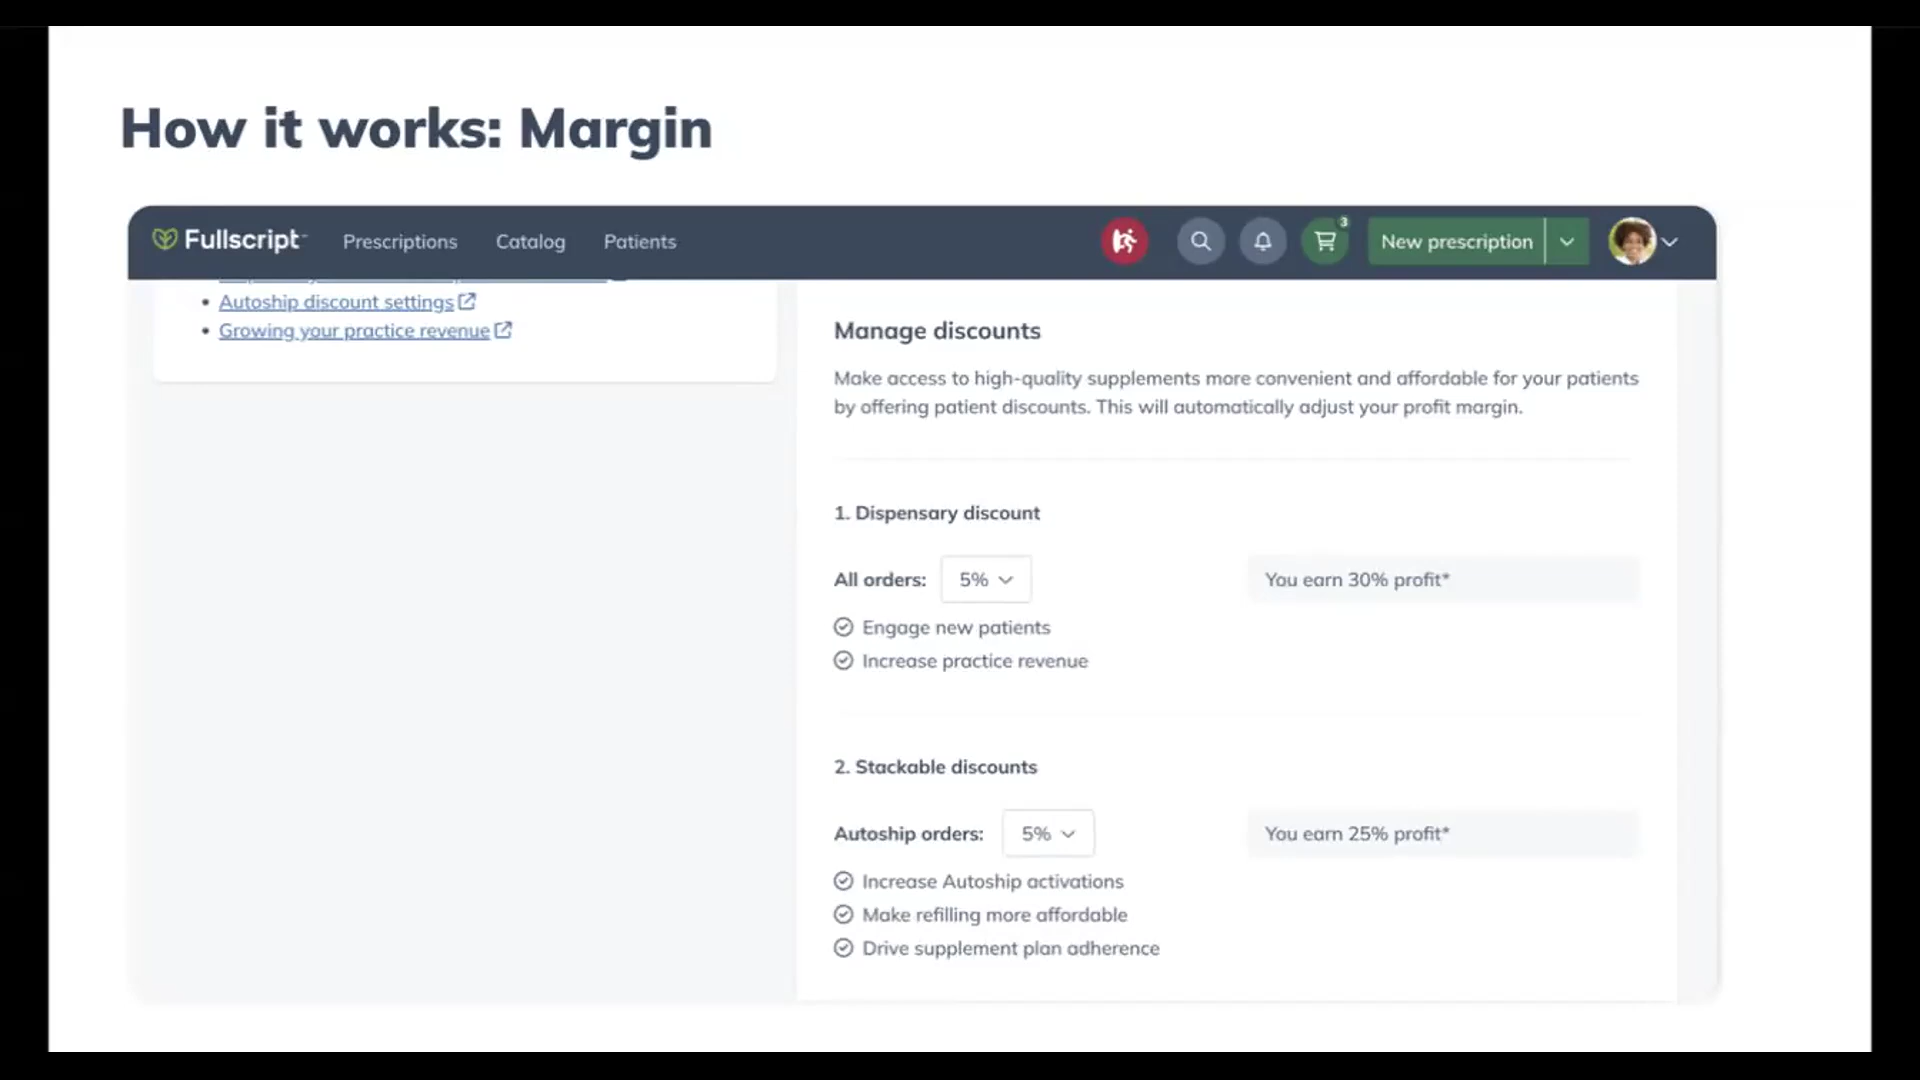 How it works: Margin
Fullscript
Prescriptions
Catalog
Patients
3
New prescription
Autoship discount settings
Growing your practice revenue
Manage discounts
Make access to high-quality supplements more convenient and affordable for your patients
by offering patient discounts. This will automatically adjust your profit margin.
1. Dispensary discount
All orders: 5%
You earn 30% profit*
Engage new patients
Increase practice revenue
2. Stackable discounts
Autoship orders: 5%
You earn 25% profit*
Increase Autoship activations
Make refilling more affordable
Drive supplement plan adherence